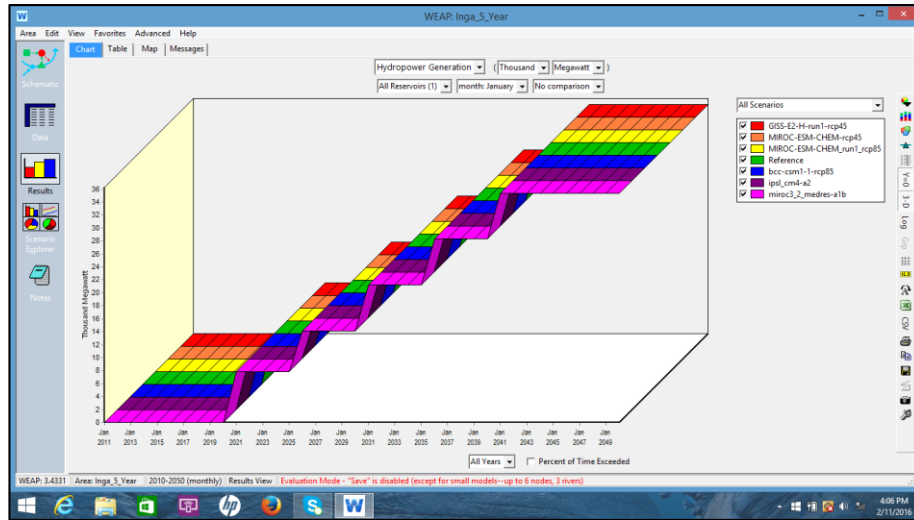 WEAP: Inga_5_Year
Area Edit View Favorites Advanced Help
Chart Table Map Messages
Schematic
Data
Results
Scenario
Explorer
Notes
Hydropower Generation ( Thousand Megawatt )
All Reservoirs (1) month: January No comparison
All Scenarios
GISS-E2-H-run1-rcp45
MIROC-ESM-CHEM-rcp45
MIROC-ESM-CHEM_run1_rcp85
Reference
bcc-csm1-1-rcp85
ipsl_cm4-a2
miroc3_2_medres-a1b
Y=0
3-D
Log
Grp
CSV
Thousand Megawatt
36
34
32
30
28
26
24
22
20
18
16
14
12
10
8
6
4
2
0
Jan Jan Jan Jan Jan Jan Jan Jan Jan Jan Jan Jan Jan Jan Jan Jan Jan Jan Jan Jan
2011 2013 2015 2017 2019 2021 2023 2025 2027 2029 2031 2033 2035 2037 2039 2041 2043 2045 2047 2049
All Years Percent of Time Exceeded
WEAP: 3.4331 Area: Inga_5_Year 2010-2050 (monthly) Results View Evaluation Mode - "Save" is disabled (except for small models--up to 6 nodes, 3 rivers)
hp
S
W
4:06 PM
2/11/2016